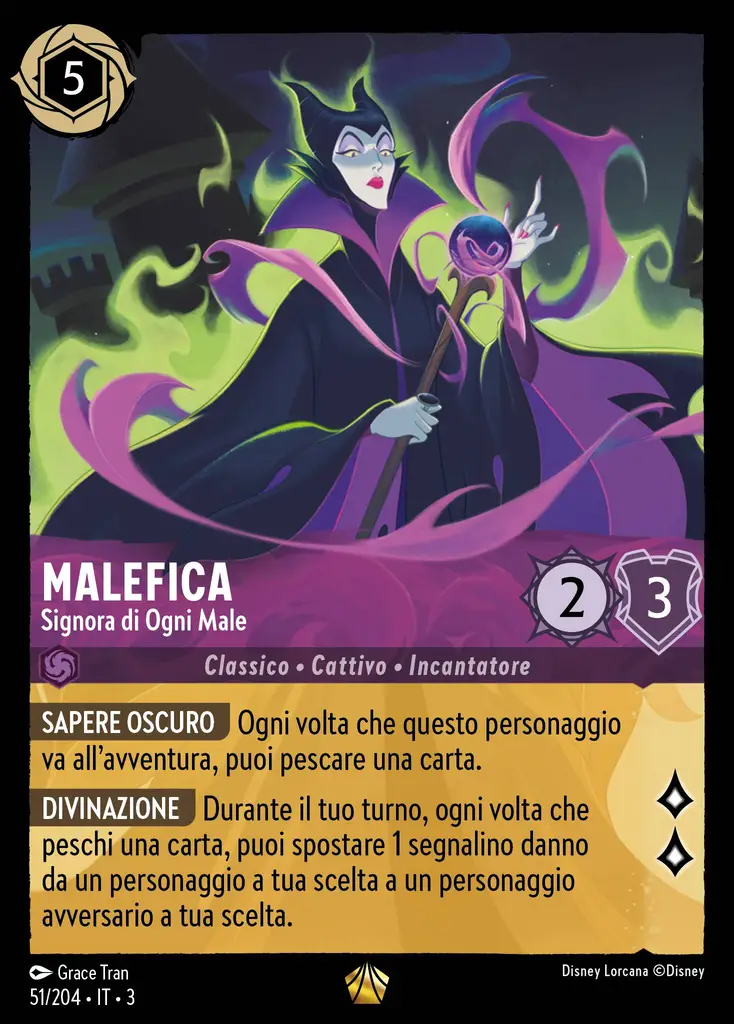 5
MALEFICA
Signora di Ogni Male
2
3
Classico • Cattivo • Incantatore
SAPERE OSCURO Ogni volta che questo personaggio
va all'avventura, puoi pescare una carta.
DIVINAZIONE Durante il tuo turno, ogni volta che
peschi una carta, puoi spostare 1 segnalino danno
da un personaggio a tua scelta a un personaggio
avversario a tua scelta.
Grace Tran
Disney Lorcana ©Disney
51/204 • IT • 3